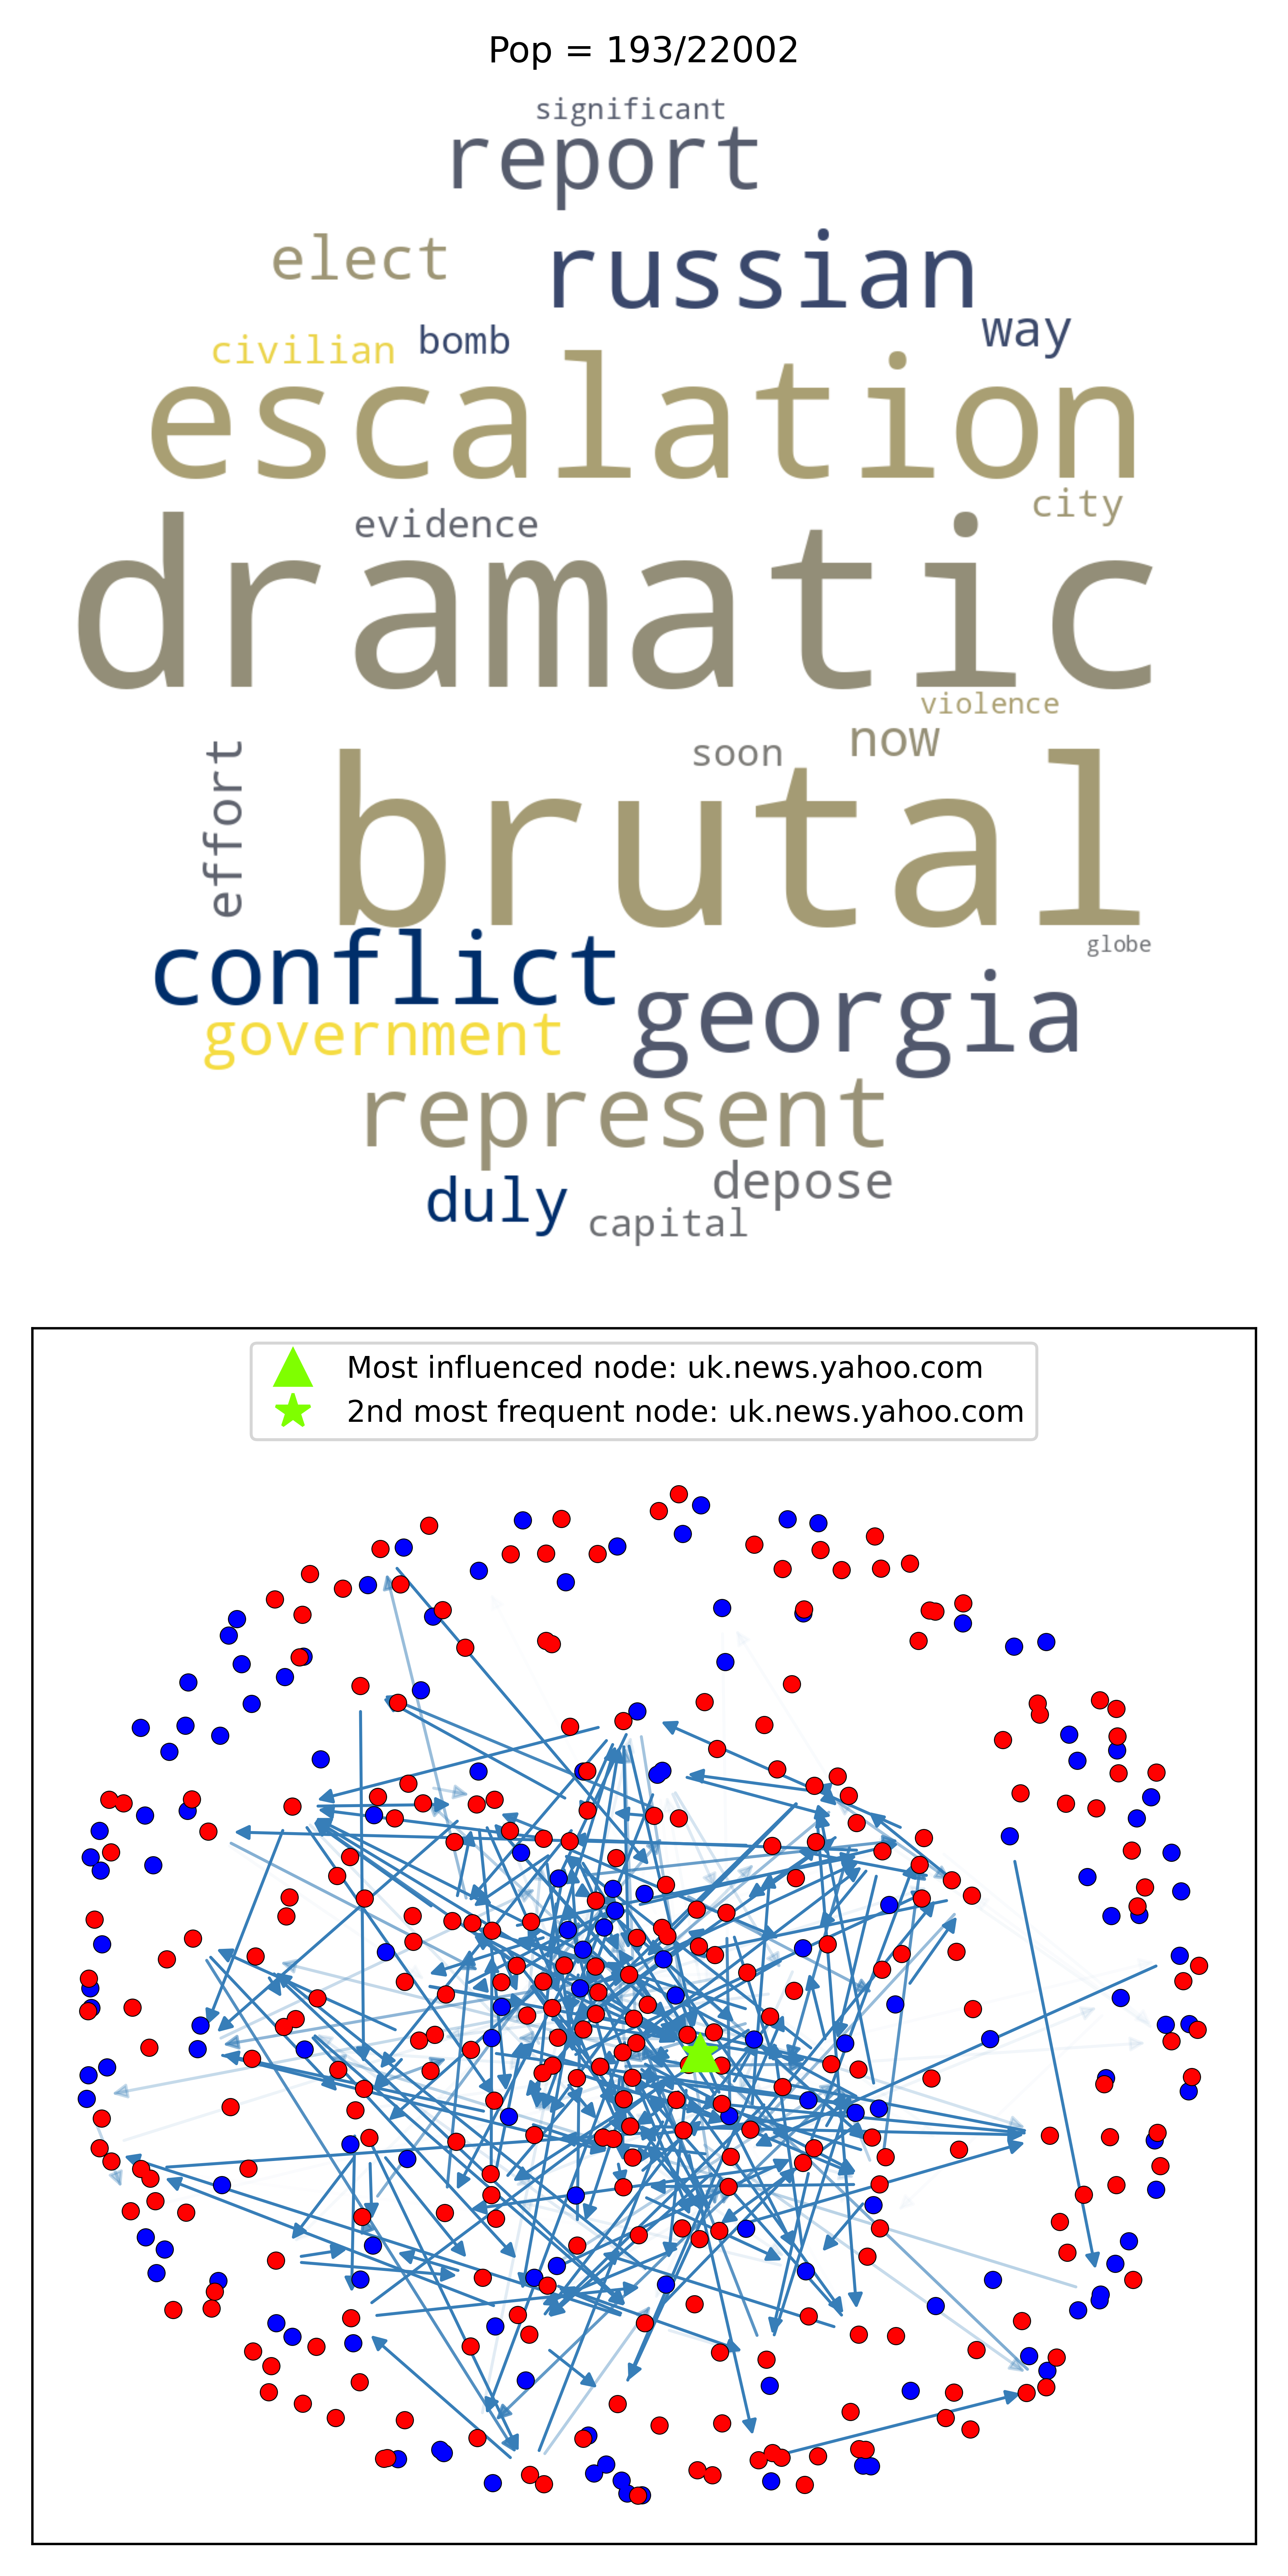 Pop = 193/22002
significant
report
elect
russian
way
civilian
bomb
escalation
city
evidence
dramatic
violence
now
soon
effort
brutal
globe
conflict
georgia
government
represent
depose
duly
capital
Most influenced node: uk.news.yahoo.com
2nd most frequent node: uk.news.yahoo.com